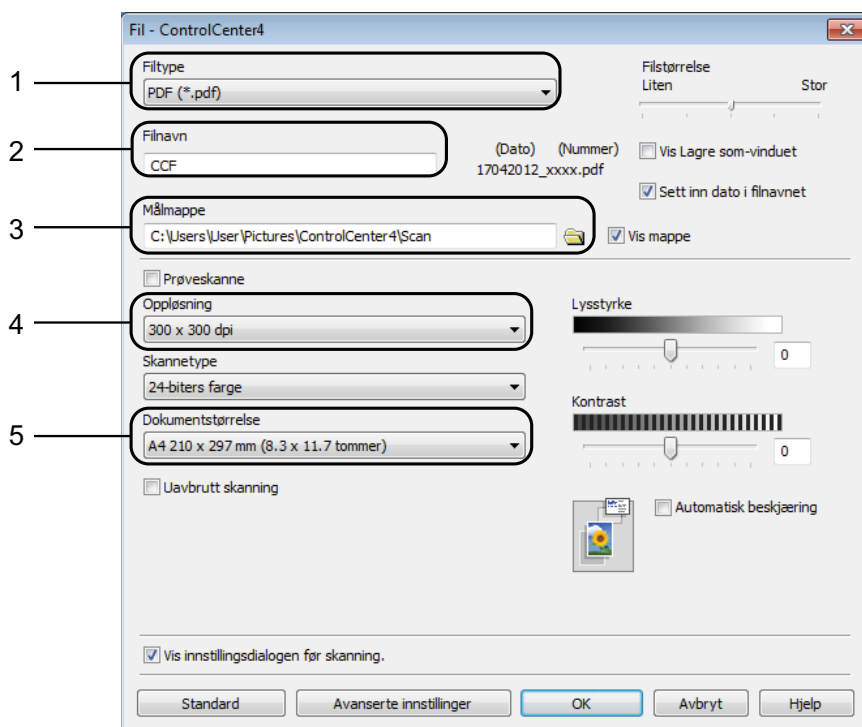 Fil - ControlCenter4
1
Filtype
PDF (*.pdf)
Filstørrelse
Liten Stor
2
Filnavn
CCF
(Dato) (Nummer)
17042012_xxxx.pdf
Vis Lagre som-vinduet
Sett inn dato i filnavnet
3
Målmappe
C:\Users\User\Pictures\ControlCenter4\Scan
Vis mappe
Prøveskanne
4
Oppløsning
300 x 300 dpi
Lysstyrke
0
Skannetype
24-biters farge
Kontrast
0
5
Dokumentstørrelse
A4 210 x 297 mm (8.3 x 11.7 tommer)
Uavbrutt skanning
Automatisk beskjæring
Vis innstillingsdialogen før skanning.
Standard Avanserte innstillinger OK Avbryt Hjelp